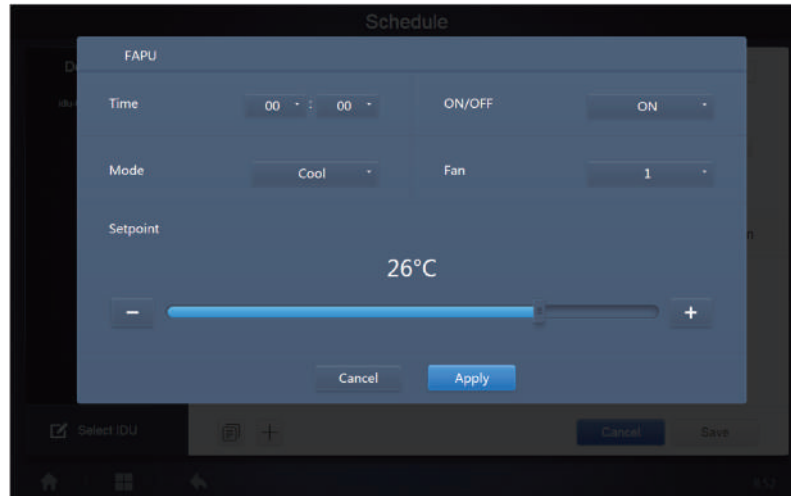 Schedule
FAPU
Time 00 : 00 ON/OFF ON
Mode Cool Fan 1
Setpoint
26°C
− +
Cancel Apply
Select IDU + Cancel Save